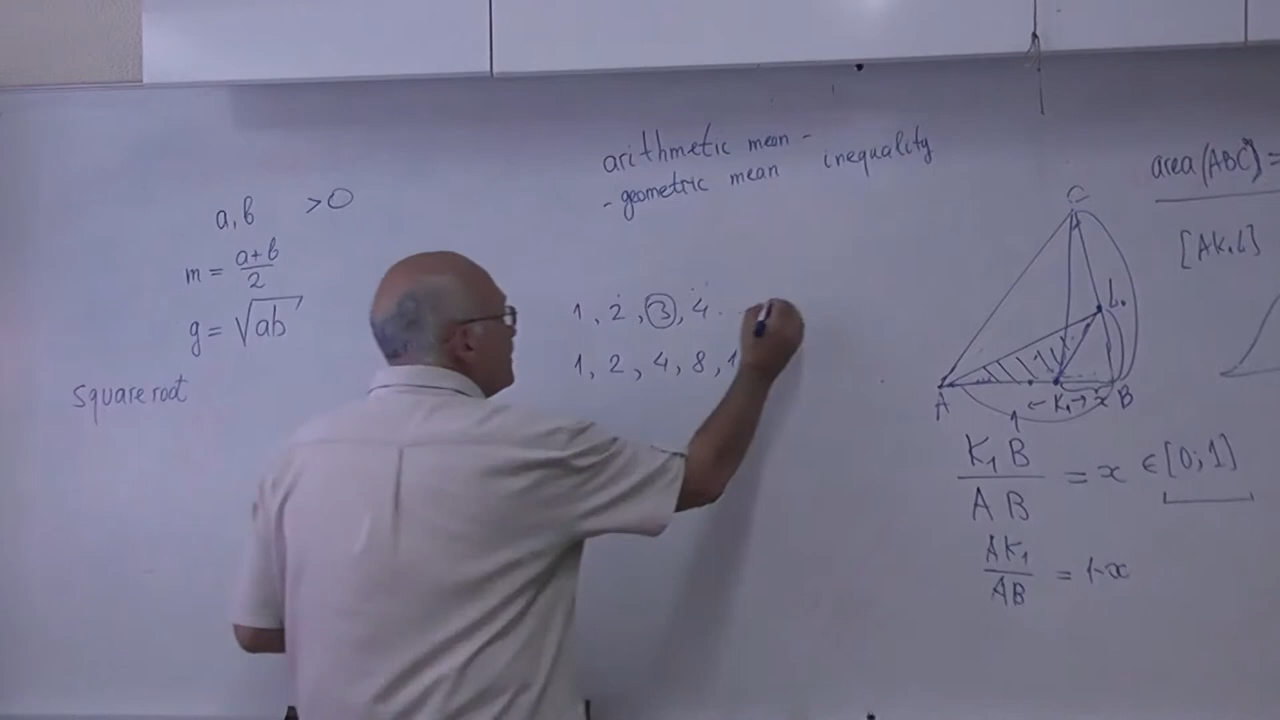 arithmetic mean -
- geometric mean inequality
a, b > 0
m = a+b/2
g = √ab
square root
1, 2, 3, 4 . .
1, 2, 4, 8, 1
area (ABC) =
C
L₁
A K₁ x B
1
K₁B/AB = x ∈ [0; 1]
AK₁/AB = 1-x